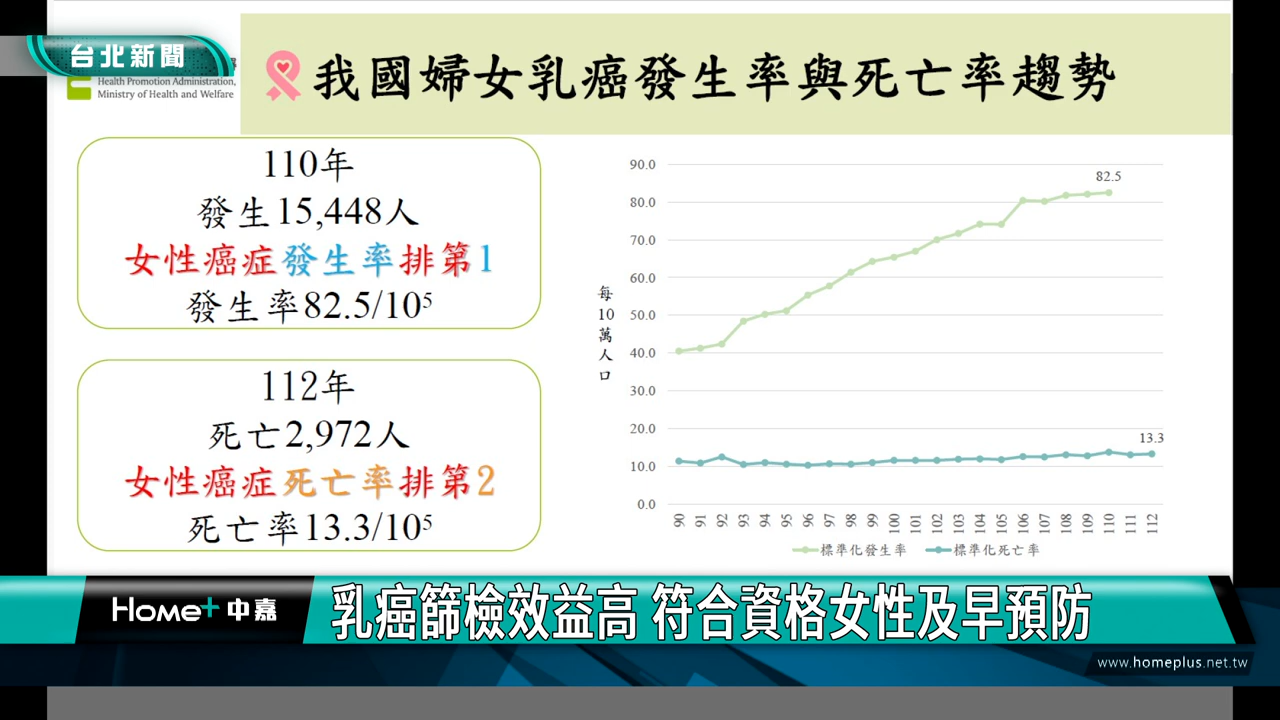 台北新聞
Health Promotion Administration,
Ministry of Health and Welfare
我國婦女乳癌發生率與死亡率趨勢
110年
發生15,448人
女性癌症發生率排第1
發生率82.5/10⁵
112年
死亡2,972人
女性癌症死亡率排第2
死亡率13.3/10⁵
每10萬人口
90.0
80.0
70.0
60.0
50.0
40.0
30.0
20.0
10.0
0.0
82.5
13.3
90 91 92 93 94 95 96 97 98 99 100 101 102 103 104 105 106 107 108 109 110 111 112
標準化發生率 標準化死亡率
Home+中嘉
乳癌篩檢效益高 符合資格女性及早預防
www.homeplus.net.tw